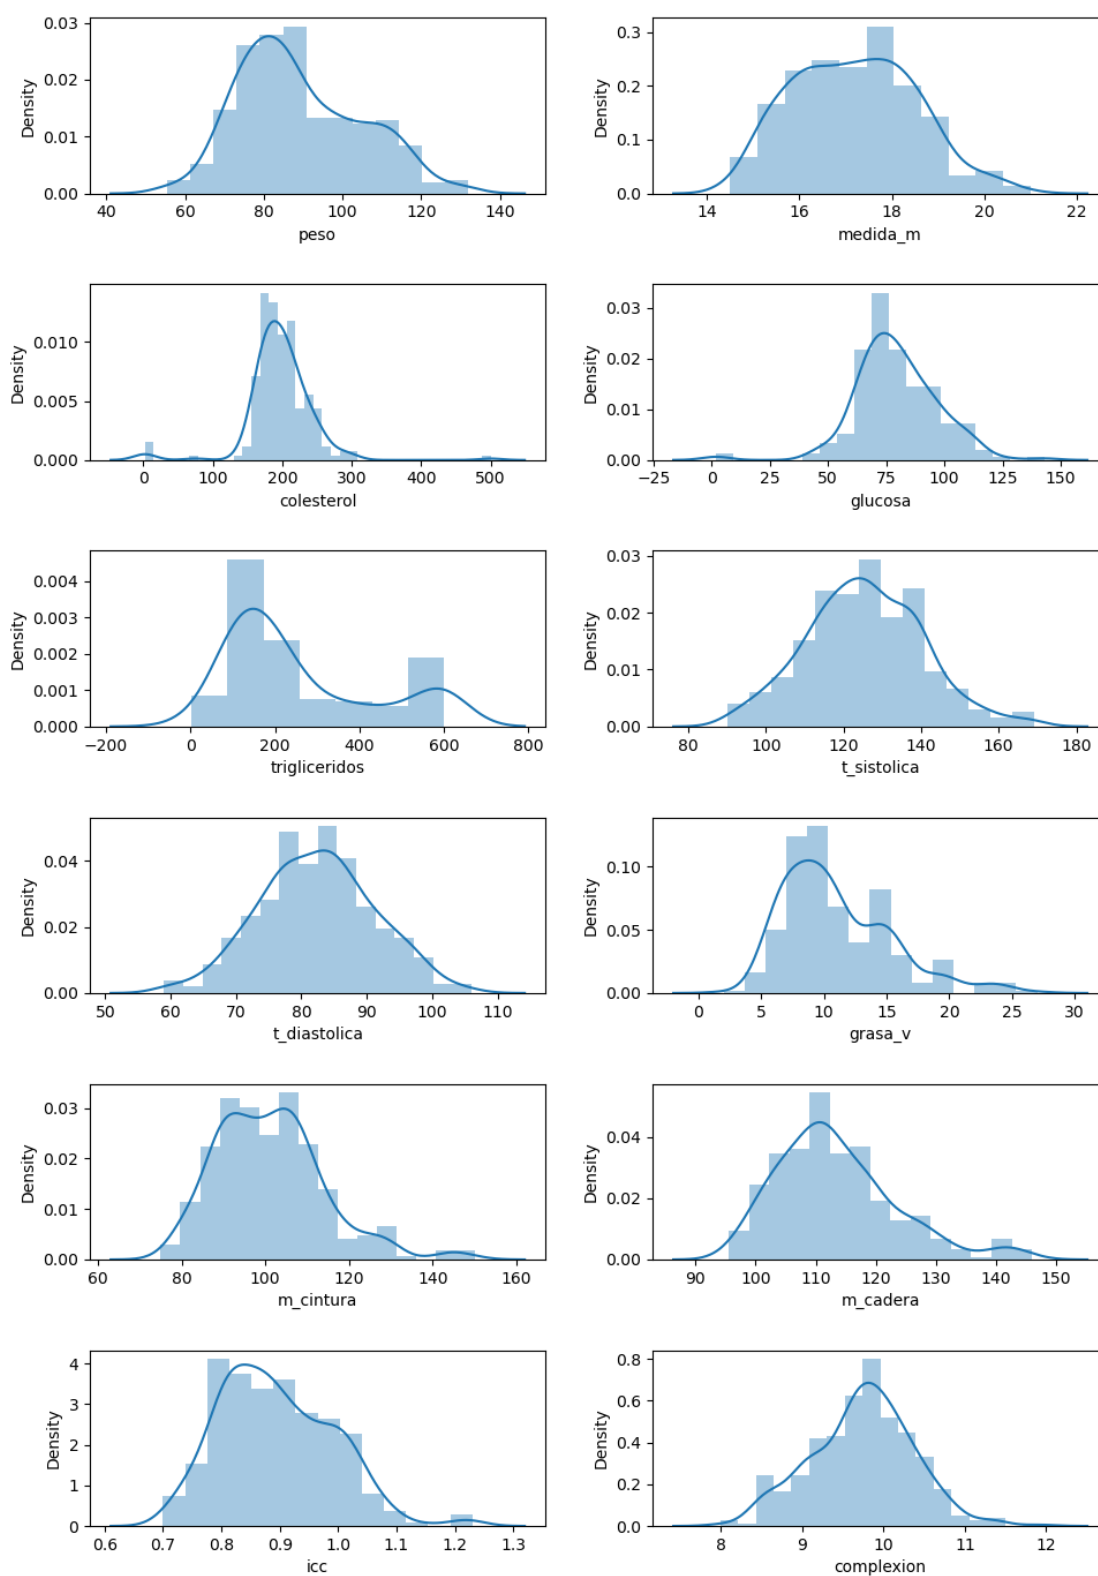 Density
0.03
0.02
0.01
0.00
40 60 80 100 120 140
peso
Density
0.3
0.2
0.1
0.0
14 16 18 20 22
medida_m
Density
0.010
0.005
0.000
0 100 200 300 400 500
colesterol
Density
0.03
0.02
0.01
0.00
−25 0 25 50 75 100 125 150
glucosa
Density
0.004
0.003
0.002
0.001
0.000
−200 0 200 400 600 800
trigliceridos
Density
0.03
0.02
0.01
0.00
80 100 120 140 160 180
t_sistolica
Density
0.04
0.02
0.00
50 60 70 80 90 100 110
t_diastolica
Density
0.10
0.05
0.00
0 5 10 15 20 25 30
grasa_v
Density
0.03
0.02
0.01
0.00
60 80 100 120 140 160
m_cintura
Density
0.04
0.02
0.00
90 100 110 120 130 140 150
m_cadera
Density
4
3
2
1
0
0.6 0.7 0.8 0.9 1.0 1.1 1.2 1.3
icc
Density
0.8
0.6
0.4
0.2
0.0
8 9 10 11 12
complexion